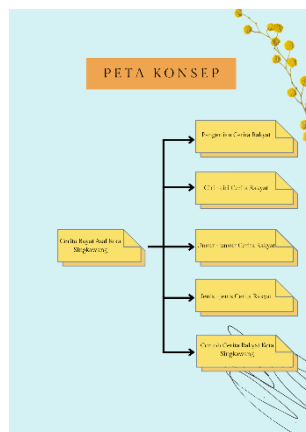 PETA KONSEP
Pengertian Cerita Rakyat
Ciri-ciri Cerita Rakyat
Cerita Rayat Asal Kota
Singkawang
Unsur-unsur Cerita Rakyat
Jenis-jenis Cerita Rakyat
Contoh Cerita Rakyat Kota
Singkawang